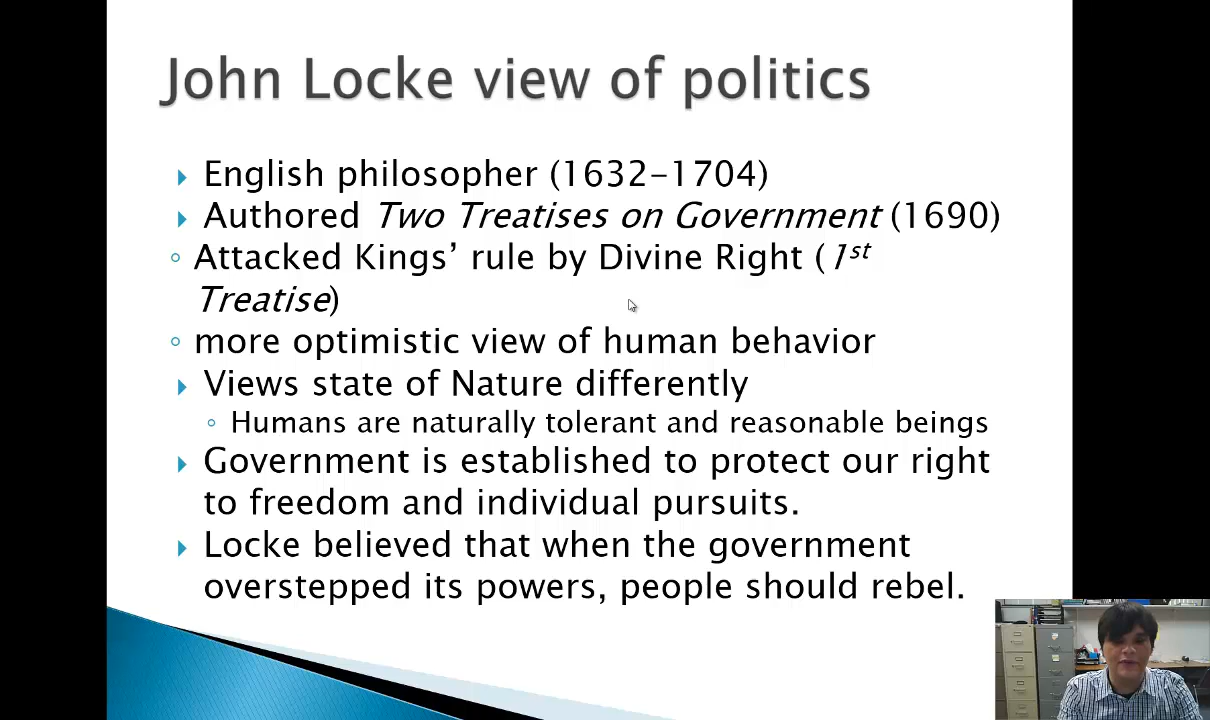 John Locke view of politics
English philosopher (1632-1704)
Authored Two Treatises on Government (1690)
Attacked Kings’ rule by Divine Right (1st
Treatise)
more optimistic view of human behavior
Views state of Nature differently
Humans are naturally tolerant and reasonable beings
Government is established to protect our right
to freedom and individual pursuits.
Locke believed that when the government
overstepped its powers, people should rebel.